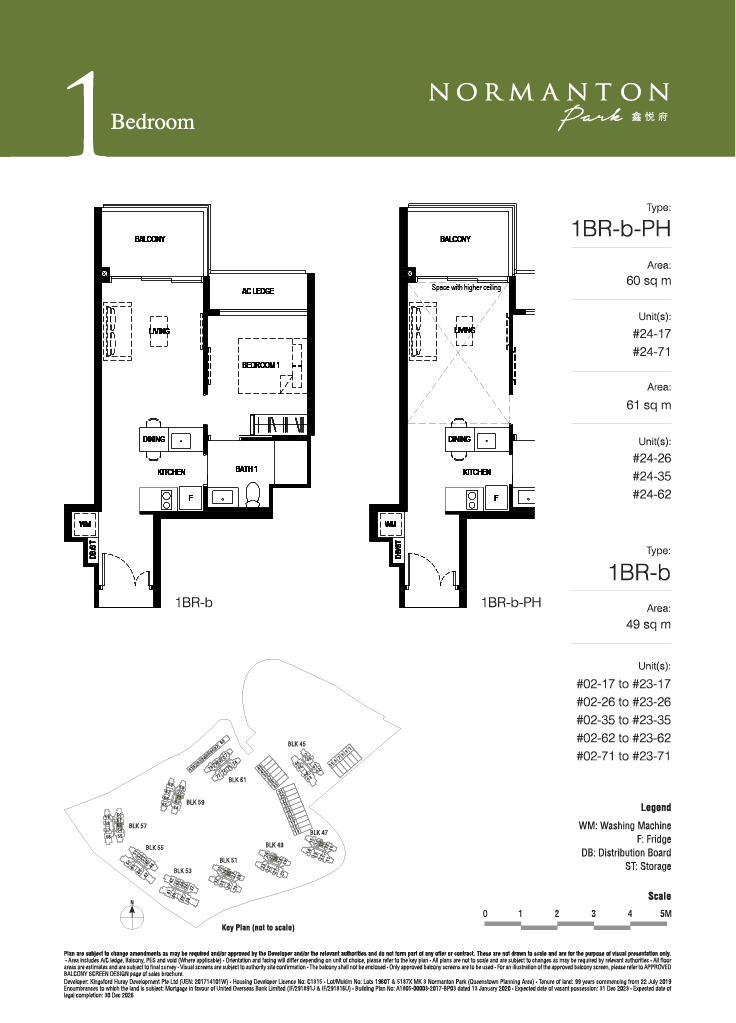 1
Bedroom
NORMANTON
Park 鑫悦府
Type:
1BR-b-PH
Area:
60 sq m
Unit(s):
#24-17
#24-71
Area:
61 sq m
Unit(s):
#24-26
#24-35
#24-62
Type:
1BR-b
Area:
49 sq m
Unit(s):
#02-17 to #23-17
#02-26 to #23-26
#02-35 to #23-35
#02-62 to #23-62
#02-71 to #23-71
BALCONY
AC LEDGE
LIVING
BEDROOM 1
DINING
KITCHEN
BATH 1
F
WM
DB/ST
1BR-b
BALCONY
Space with higher ceiling
LIVING
DINING
KITCHEN
F
WM
DB/ST
1BR-b-PH
BLK 45
BLK 61
BLK 59
BLK 57
BLK 47
BLK 55
BLK 49
BLK 51
BLK 53
N
Key Plan (not to scale)
Legend
WM: Washing Machine
F: Fridge
DB: Distribution Board
ST: Storage
Scale
0 1 2 3 4 5M
Plan are subject to change amendments as may be required and/or approved by the Developer and/or the relevant authorities and do not form part of any offer or contract. These are not drawn to scale and are for the purpose of visual presentation only.
- Area includes A/C ledge, Balcony, PES and void (Where applicable) - Orientation and facing will differ depending on unit of choice, please refer to the key plan - All plans are not to scale and are subject to changes as may be required by relevant authorities - All floor
areas are estimates and are subject to final survey - Visual screens are subject to authority site confirmation - The balcony shall not be enclosed - Only approved balcony screens are to be used - For an illustration of the approved balcony screen, please refer to APPROVED
BALCONY SCREEN DESIGN page of sales brochure.
Developer: Kingsford Huray Development Pte Ltd (UEN: 201714101W) - Housing Developer Licence No: C1315 - Lot/Mukim No: Lots 1960T & 5187X MK 3 Normanton Park (Queenstown Planning Area) - Tenure of land: 99 years commencing from 22 July 2019
Encumbrances to which the land is subject: Mortgage in favour of United Overseas Bank Limited (IF/291891J & IF/291816U) - Building Plan No: A1805-00003-2017-BP03 dated 13 January 2020 - Expected date of vacant possession: 31 Dec 2023 - Expected date of
legal completion: 30 Dec 2026